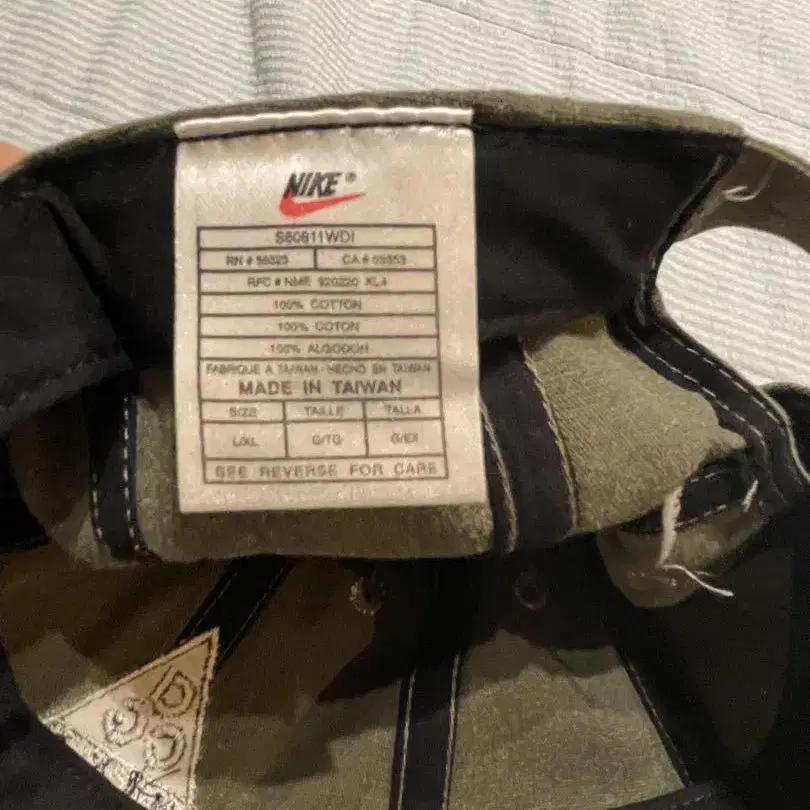 NIKE®
S60811WDI
RN # 56323 CA # 05553
RFC # NME 920220 KL4
100% COTTON
100% COTON
100% ALGODON
FABRIQUE A TAIWAN - HECHO EN TAIWAN
MADE IN TAIWAN
SIZE TAILLE TALLA
L/XL G/TG G/EX
SEE REVERSE FOR CARE